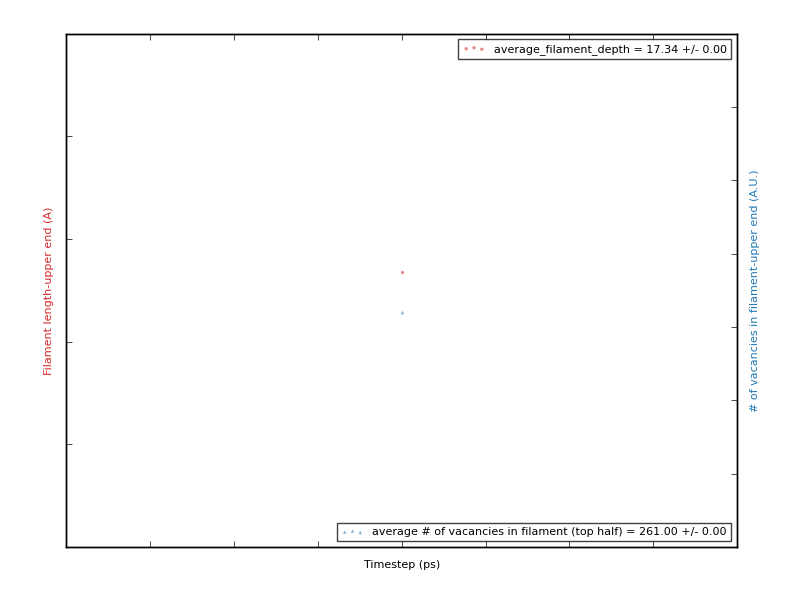 average_filament_depth = 17.34 +/- 0.00
Filament length-upper end (A)
# of vacancies in filament-upper end (A.U.)
average # of vacancies in filament (top half) = 261.00 +/- 0.00
Timestep (ps)